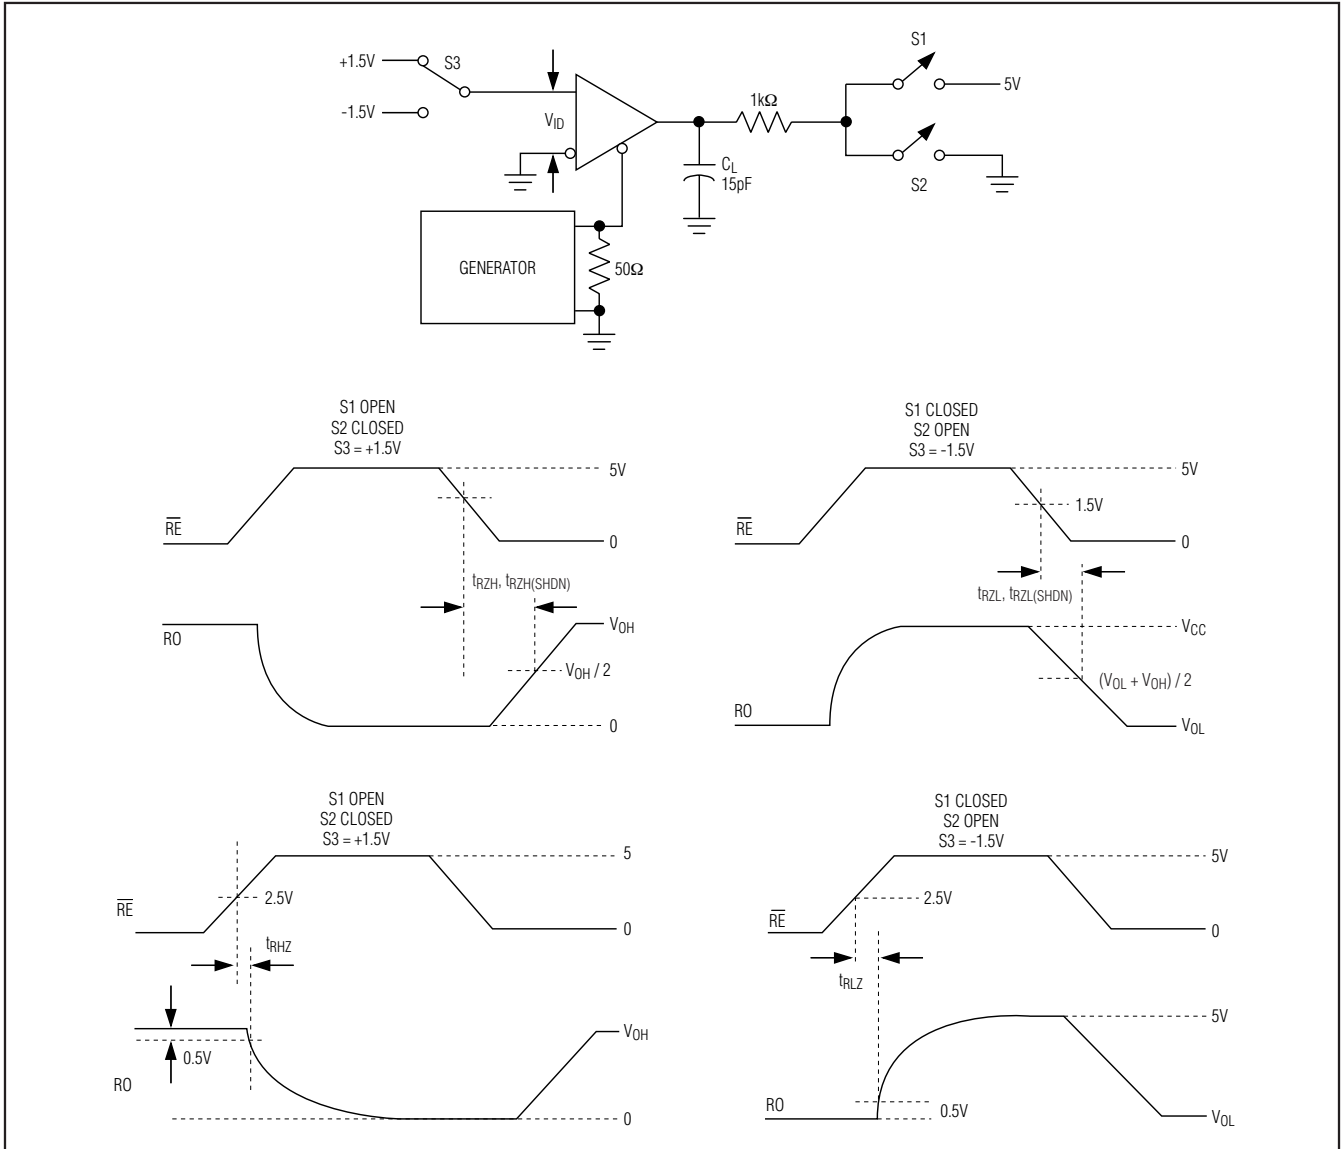 +1.5V
S3
-1.5V
V_ID
S1
5V
1kΩ
C_L
15pF
S2
GENERATOR
50Ω
S1 OPEN
S2 CLOSED
S3 = +1.5V
5V
R̅E̅
0
t_RZH, t_RZH(SHDN)
RO
V_OH
V_OH / 2
0
S1 CLOSED
S2 OPEN
S3 = -1.5V
5V
1.5V
R̅E̅
0
t_RZL, t_RZL(SHDN)
V_CC
(V_OL + V_OH) / 2
RO
V_OL
S1 OPEN
S2 CLOSED
S3 = +1.5V
5
2.5V
R̅E̅
0
t_RHZ
V_OH
0.5V
RO
0
S1 CLOSED
S2 OPEN
S3 = -1.5V
5V
2.5V
R̅E̅
0
t_RLZ
5V
RO
0.5V
V_OL